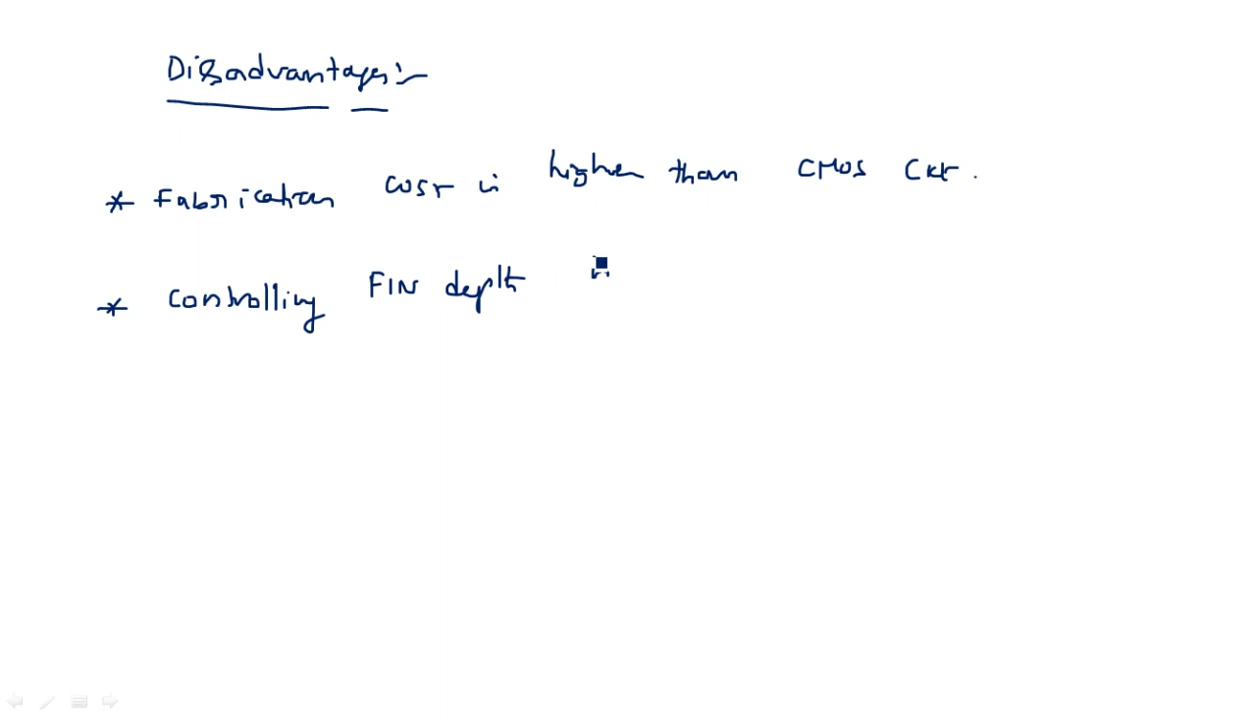 Disadvantages:-
* Fabrication cost is higher than CMOS Ckt.
* Controlling FIN depth